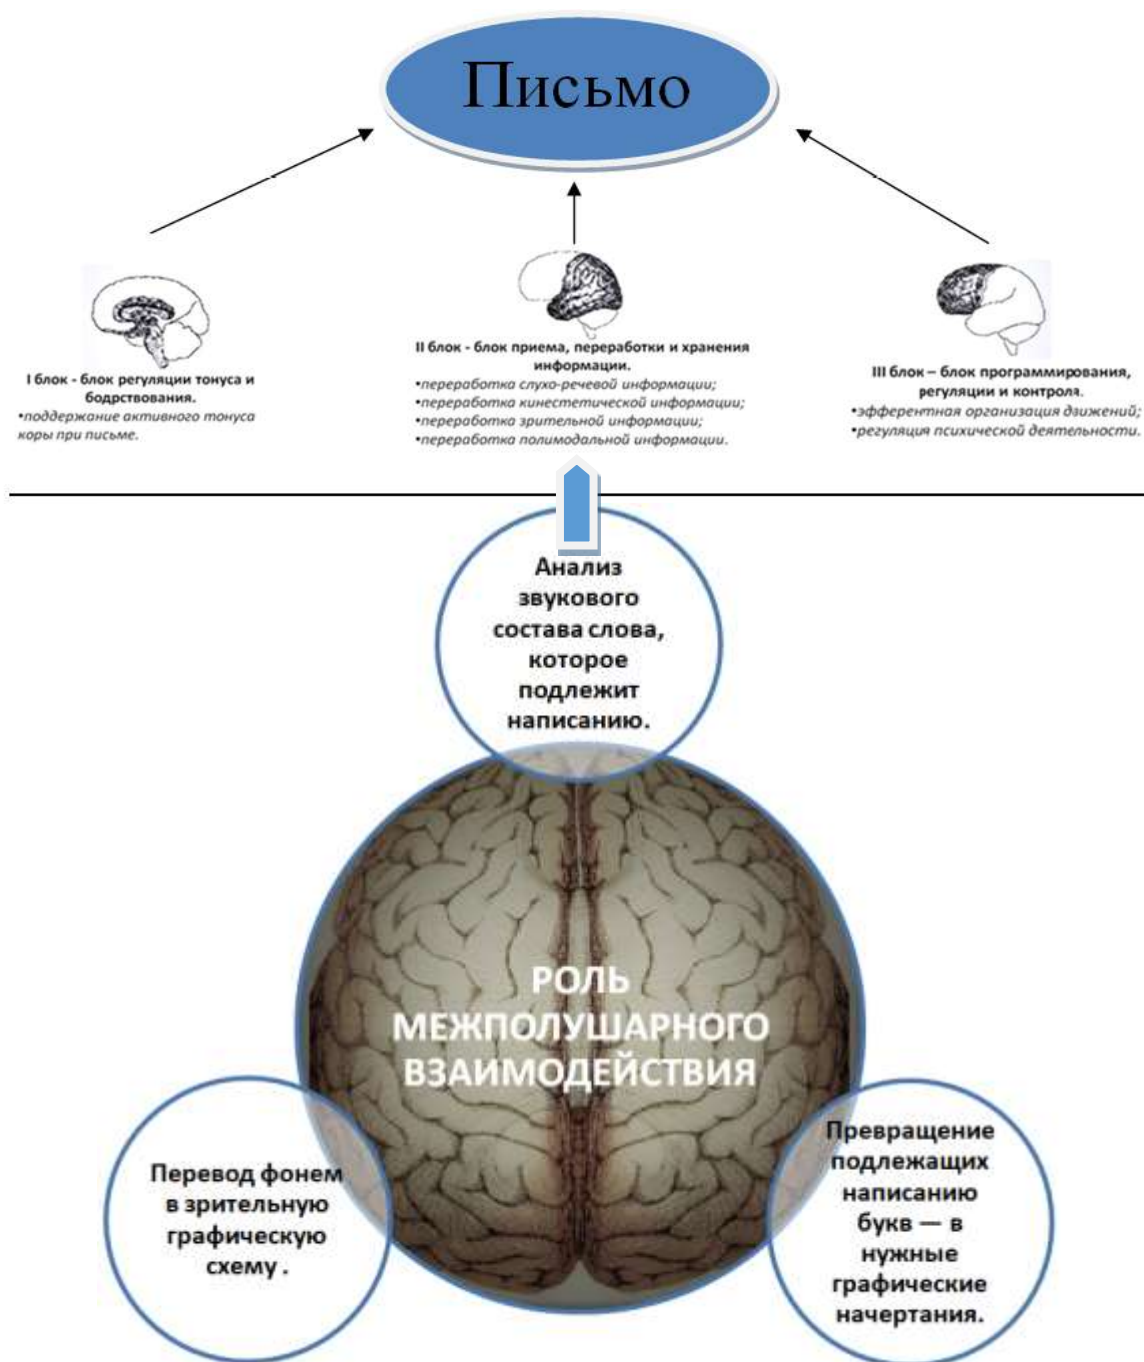 Письмо
I блок - блок регуляции тонуса и
бодрствования.
•поддержание активного тонуса
коры при письме.
II блок - блок приема, переработки и хранения
информации.
•переработка слухо-речевой информации;
•переработка кинестетической информации;
•переработка зрительной информации;
•переработка полимодальной информации.
III блок – блок программирования,
регуляции и контроля.
•эфферентная организация движений;
•регуляция психической деятельности.
Анализ
звукового
состава слова,
которое
подлежит
написанию.
РОЛЬ
МЕЖПОЛУШАРНОГО
ВЗАИМОДЕЙСТВИЯ
Перевод фонем
в зрительную
графическую
схему .
Превращение
подлежащих
написанию
букв — в
нужные
графические
начертания.